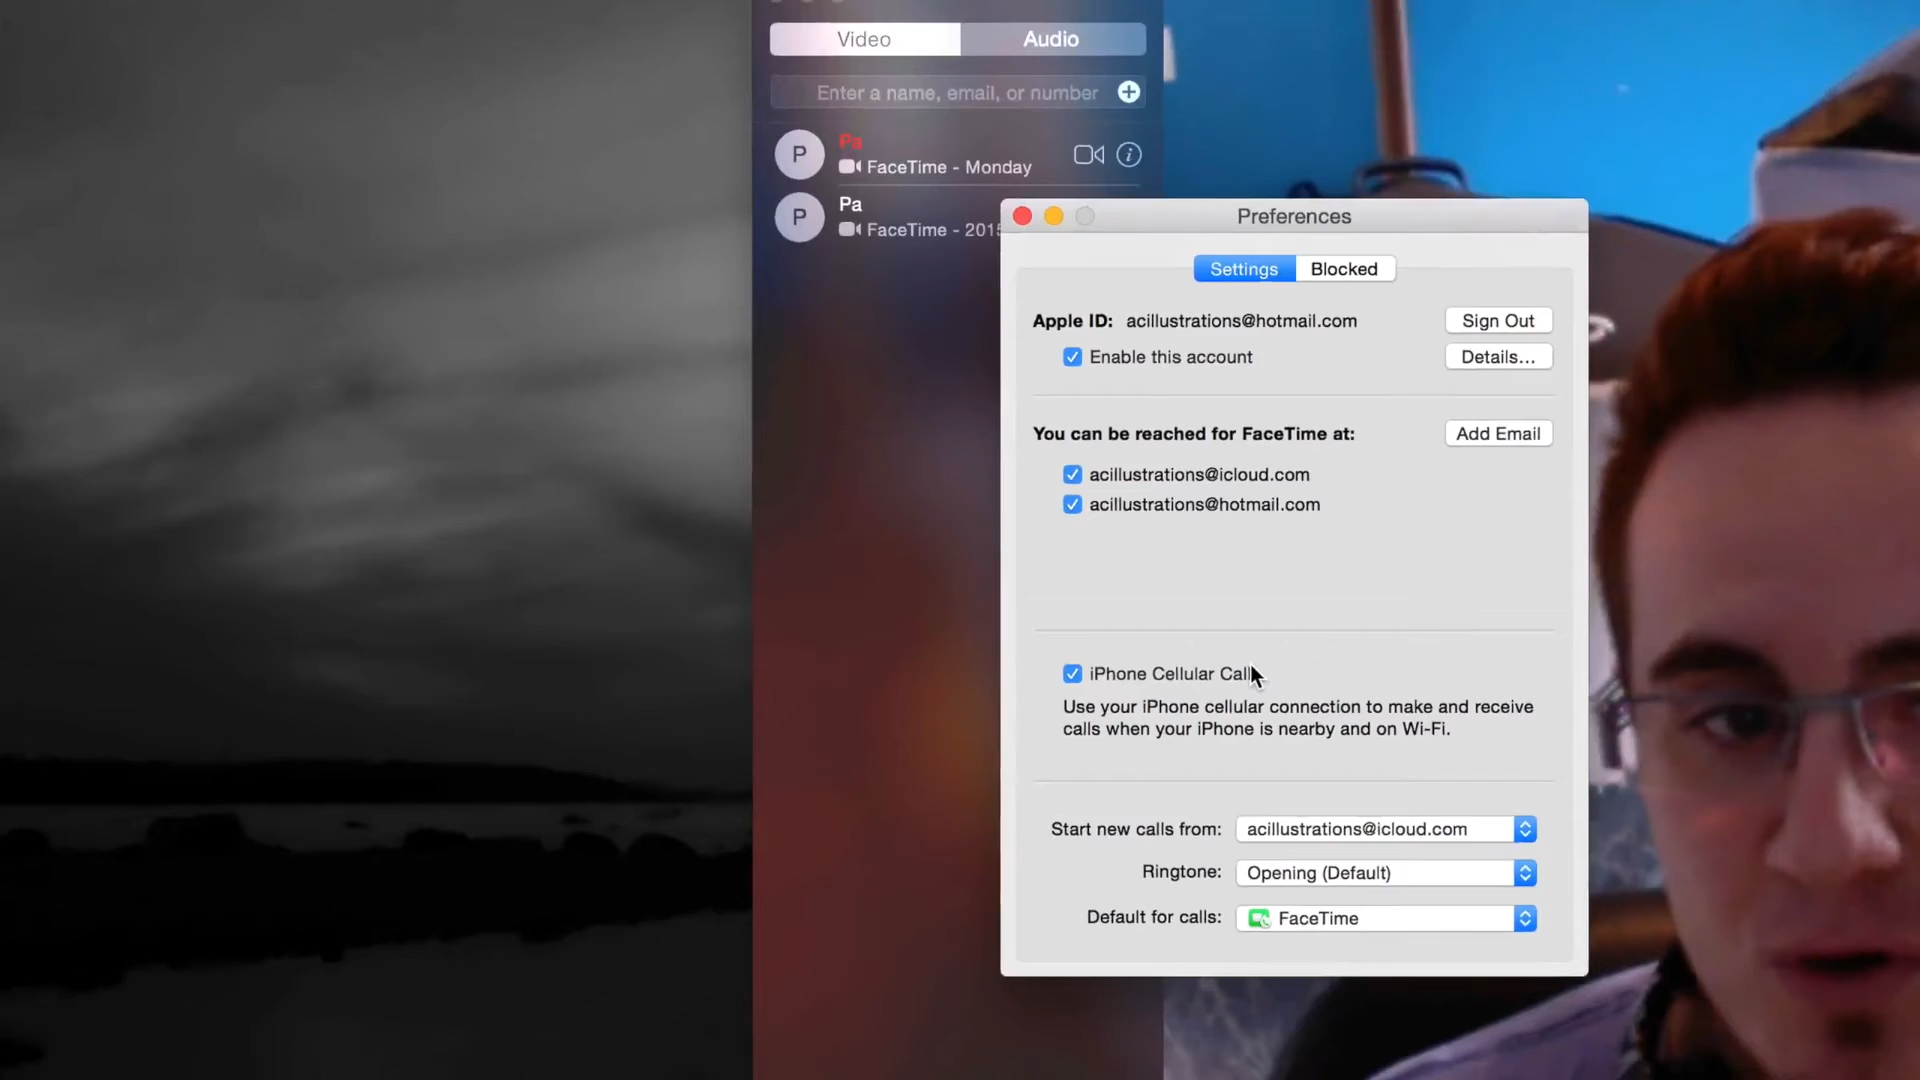 Video
Audio
Enter a name, email, or number
P
Pa
FaceTime - Monday
P
Pa
FaceTime - 2015
Preferences
Settings
Blocked
Apple ID: acillustrations@hotmail.com
Sign Out
Enable this account
Details...
You can be reached for FaceTime at:
Add Email
acillustrations@icloud.com
acillustrations@hotmail.com
iPhone Cellular Call
Use your iPhone cellular connection to make and receive
calls when your iPhone is nearby and on Wi-Fi.
Start new calls from: acillustrations@icloud.com
Ringtone: Opening (Default)
Default for calls: FaceTime